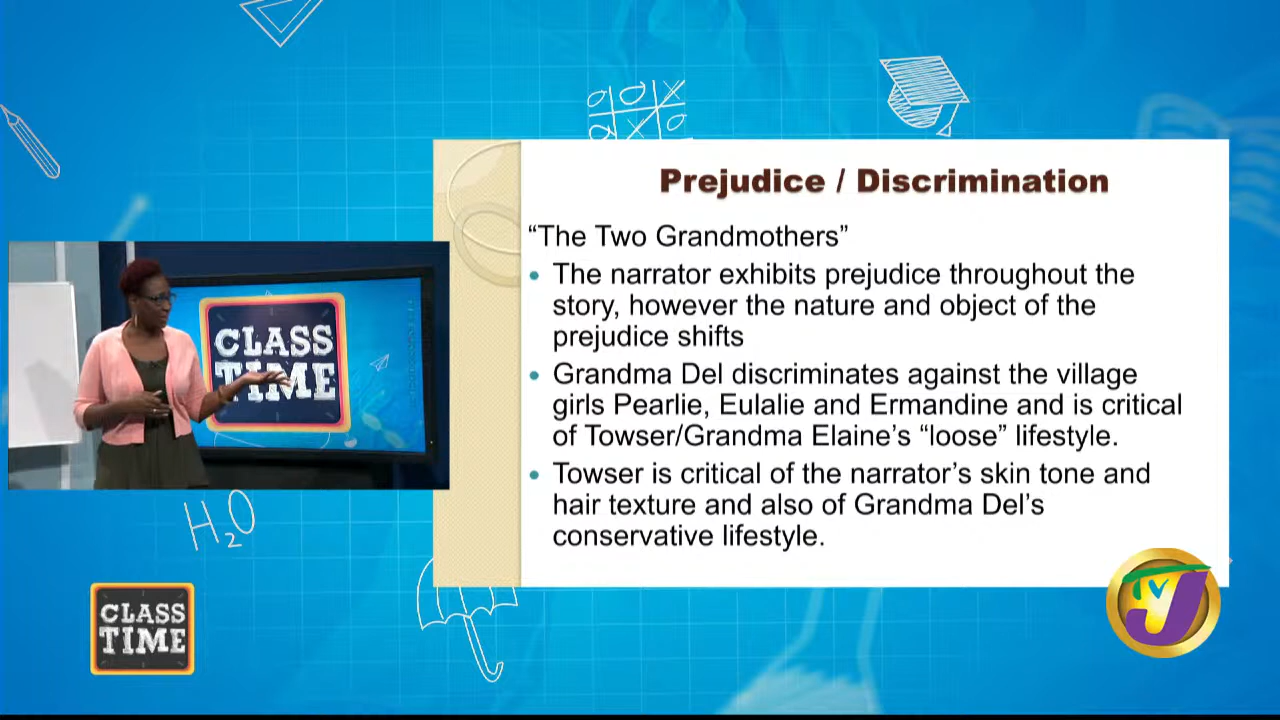 Prejudice / Discrimination
“The Two Grandmothers”
• The narrator exhibits prejudice throughout the
story, however the nature and object of the
prejudice shifts
• Grandma Del discriminates against the village
girls Pearlie, Eulalie and Ermandine and is critical
of Towser/Grandma Elaine’s “loose” lifestyle.
• Towser is critical of the narrator’s skin tone and
hair texture and also of Grandma Del’s
conservative lifestyle.
CLASS
TIME
H₂O
CLASS
TIME
TVJ